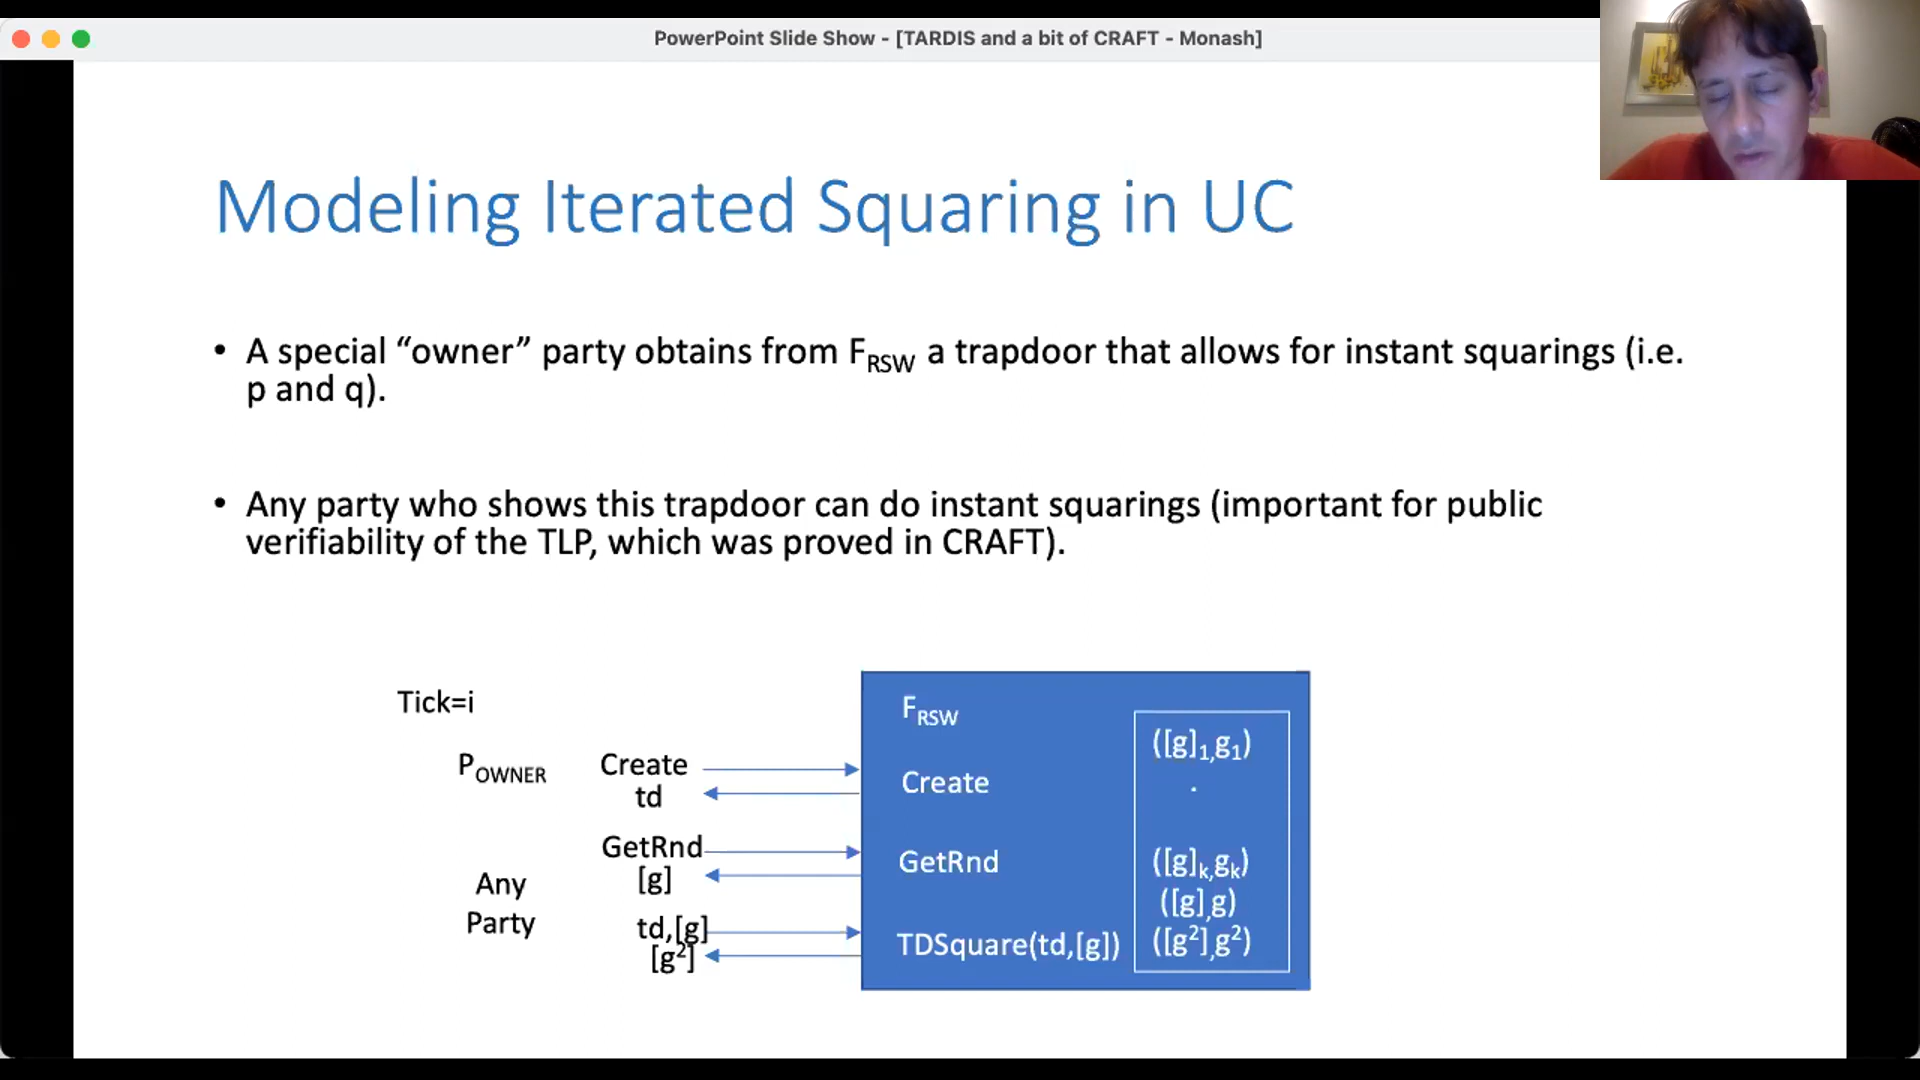 PowerPoint Slide Show - [TARDIS and a bit of CRAFT - Monash]
Modeling Iterated Squaring in UC
• A special “owner” party obtains from F_RSW a trapdoor that allows for instant squarings (i.e.
p and q).
• Any party who shows this trapdoor can do instant squarings (important for public
verifiability of the TLP, which was proved in CRAFT).
Tick=i
P_OWNER
Create
td
GetRnd
[g]
Any
Party
td,[g]
[g²]
F_RSW
Create
GetRnd
TDSquare(td,[g])
([g]₁,g₁)
.
([g]ₖ,gₖ)
([g],g)
([g²],g²)